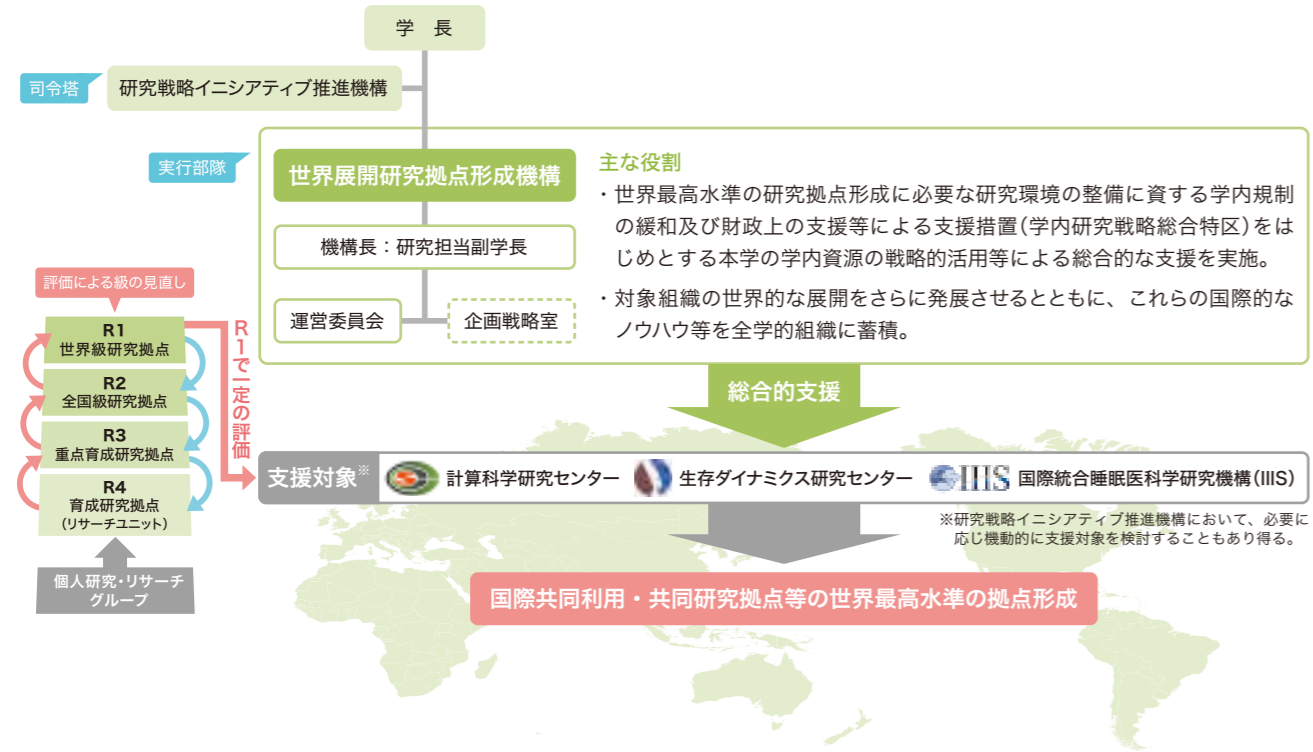 学 長
司令塔
研究戦略イニシアティブ推進機構
実行部隊
世界展開研究拠点形成機構
機構長：研究担当副学長
運営委員会
企画戦略室
主な役割
・世界最高水準の研究拠点形成に必要な研究環境の整備に資する学内規制
の緩和及び財政上の支援等による支援措置（学内研究戦略総合特区）をは
じめとする本学の学内資源の戦略的活用等による総合的な支援を実施。
・対象組織の世界的な展開をさらに発展させるとともに、これらの国際的な
ノウハウ等を全学的組織に蓄積。
評価による級の見直し
R1
世界級研究拠点
R2
全国級研究拠点
R3
重点育成研究拠点
R4
育成研究拠点
（リサーチユニット）
個人研究・リサーチ
グループ
R1で一定の評価
総合的支援
支援対象※
計算科学研究センター
生存ダイナミクス研究センター
IIIS
国際統合睡眠医科学研究機構（IIIS）
※研究戦略イニシアティブ推進機構において、必要に
応じ機動的に支援対象を検討することもあり得る。
国際共同利用・共同研究拠点等の世界最高水準の拠点形成